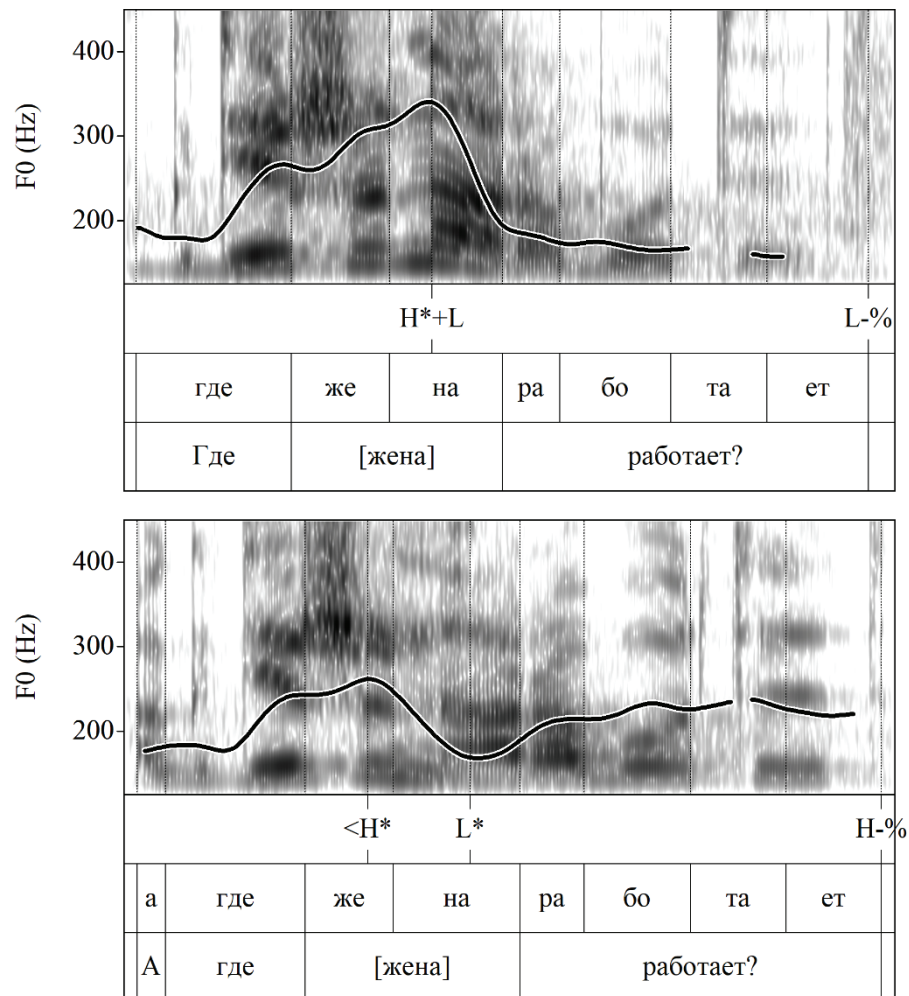 F0 (Hz)
400
300
200
H*+L L-%
где же на ра бо та ет
Где [жена] работает?
F0 (Hz)
400
300
200
<H* L* H-%
а где же на ра бо та ет
А где [жена] работает?